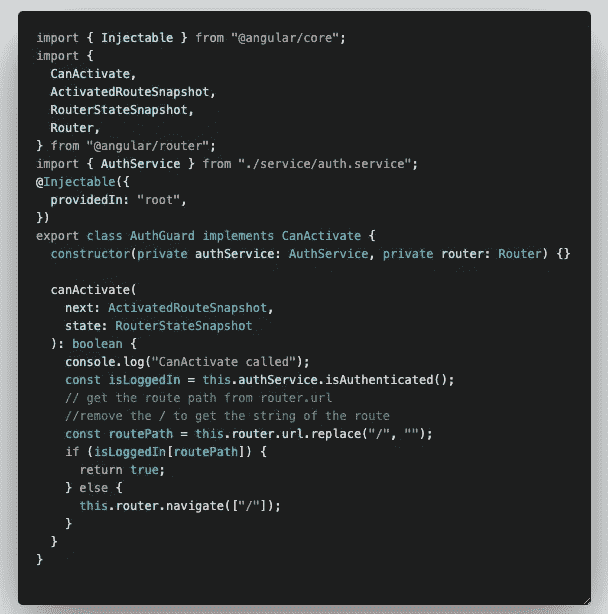 import { Injectable } from "@angular/core";
import {
  CanActivate,
  ActivatedRouteSnapshot,
  RouterStateSnapshot,
  Router,
} from "@angular/router";
import { AuthService } from "./service/auth.service";
@Injectable({
  providedIn: "root",
})
export class AuthGuard implements CanActivate {
  constructor(private authService: AuthService, private router: Router) {}

  canActivate(
    next: ActivatedRouteSnapshot,
    state: RouterStateSnapshot
  ): boolean {
    console.log("CanActivate called");
    const isLoggedIn = this.authService.isAuthenticated();
    // get the route path from router.url
    //remove the / to get the string of the route
    const routePath = this.router.url.replace("/", "");
    if (isLoggedIn[routePath]) {
      return true;
    } else {
      this.router.navigate(["/"]);
    }
  }
}